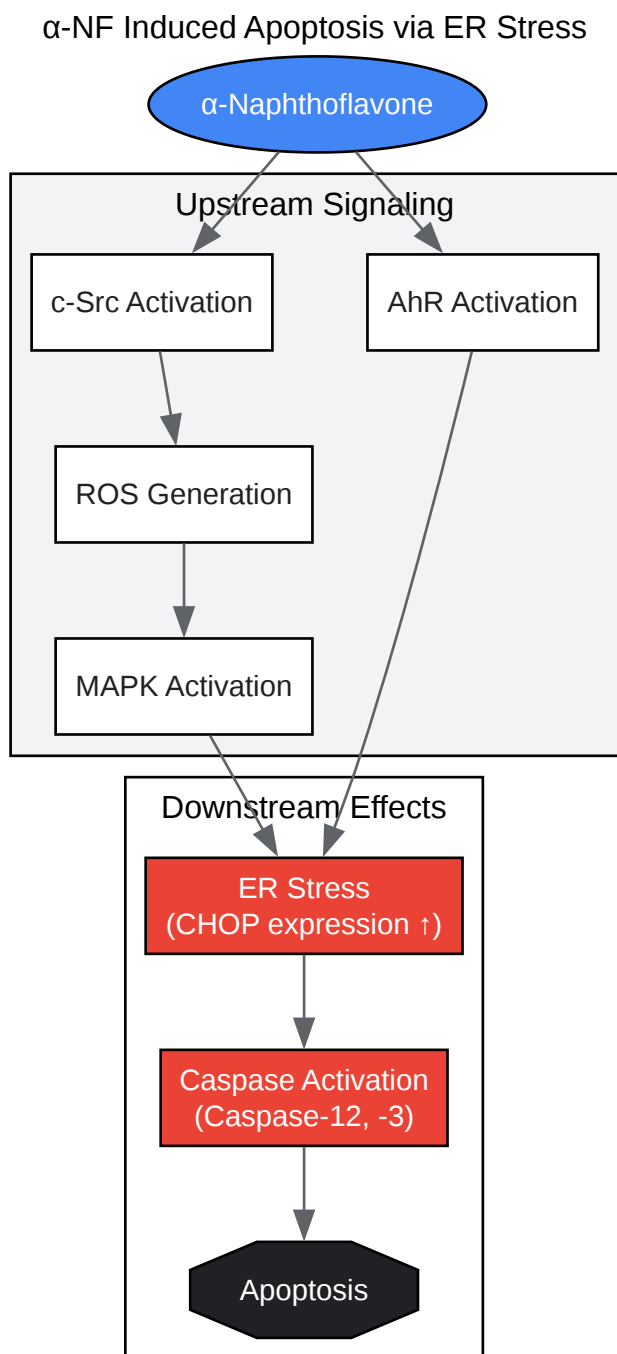 α-NF Induced Apoptosis via ER Stress
α-Naphthoflavone
Upstream Signaling
c-Src Activation
AhR Activation
ROS Generation
MAPK Activation
Downstream Effects
ER Stress
(CHOP expression ↑)
Caspase Activation
(Caspase-12, -3)
Apoptosis